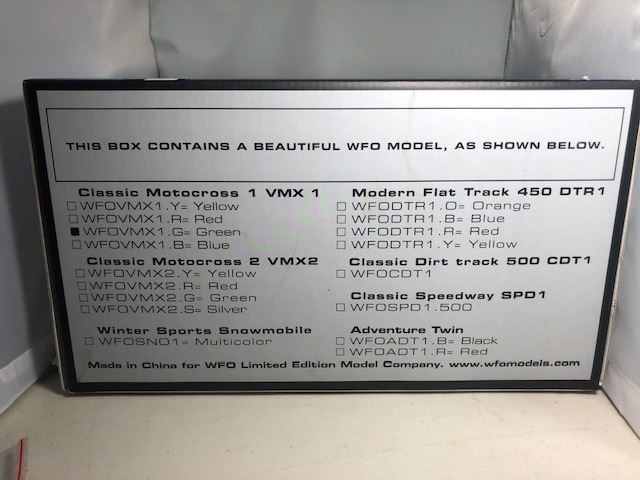 THIS BOX CONTAINS A BEAUTIFUL WFO MODEL, AS SHOWN BELOW.
Classic Motocross 1 VMX 1
WFOVMX1.Y= Yellow
WFOVMX1.R= Red
WFOVMX1.G= Green
WFOVMX1.B= Blue
Classic Motocross 2 VMX2
WFOVMX2.Y= Yellow
WFOVMX2.R= Red
WFOVMX2.G= Green
WFOVMX2.S= Silver
Winter Sports Snowmobile
WFOSNO1= Multicolor
Modern Flat Track 450 DTR1
WFODTR1.O= Orange
WFODTR1.B= Blue
WFODTR1.R= Red
WFODTR1.Y= Yellow
Classic Dirt track 500 CDT1
WFOCDT1
Classic Speedway SPD1
WFOSPD1.500
Adventure Twin
WFOADT1.B= Black
WFOADT1.R= Red
Made in China for WFO Limited Edition Model Company. www.wfomodels.com